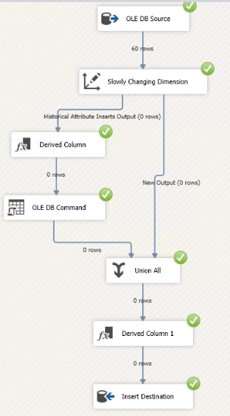 OLE DB Source
60 rows
Slowly Changing Dimension
Historical Attribute Inserts Output (0 rows)
Derived Column
New Output (0 rows)
0 rows
OLE DB Command
0 rows
Union All
0 rows
Derived Column 1
0 rows
Insert Destination